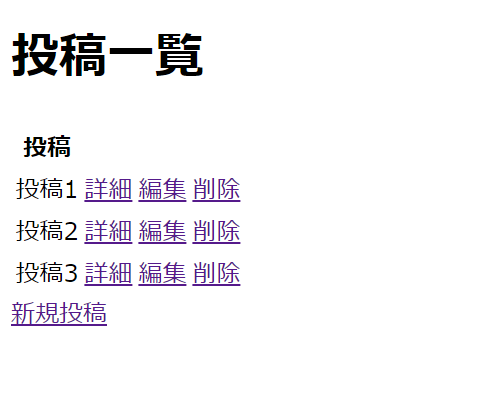 投稿一覧
投稿
投稿1 詳細 編集 削除
投稿2 詳細 編集 削除
投稿3 詳細 編集 削除
新規投稿